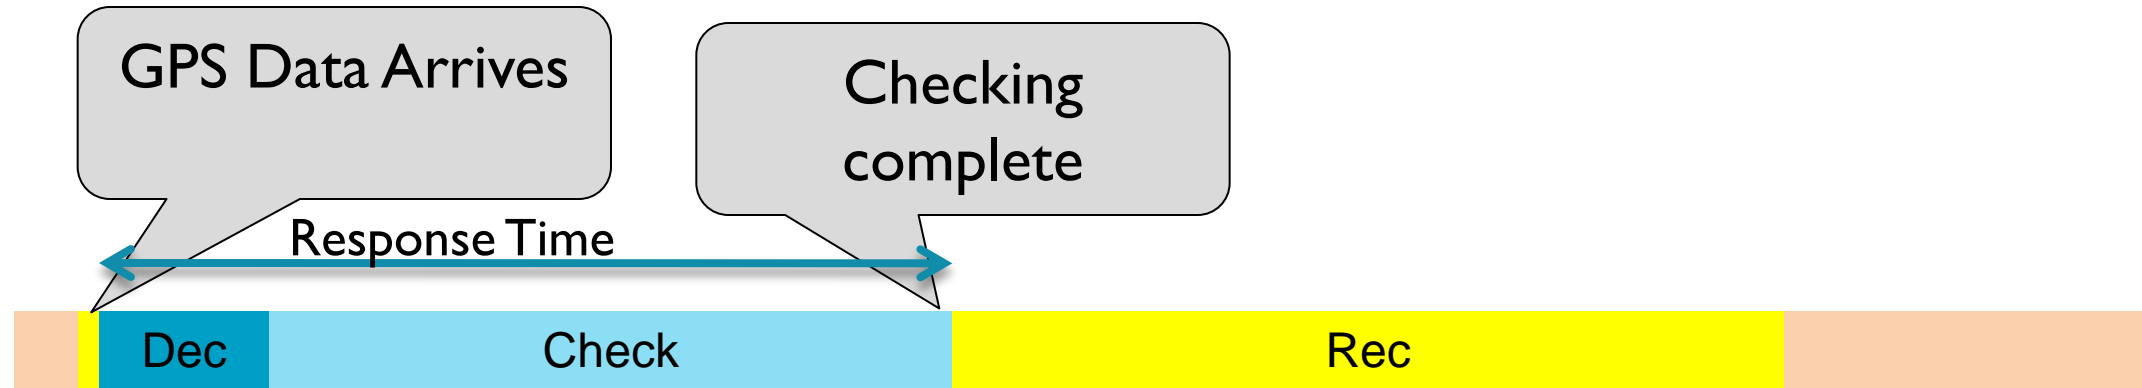 GPS Data Arrives
Checking
complete
Response Time
Dec
Check
Rec